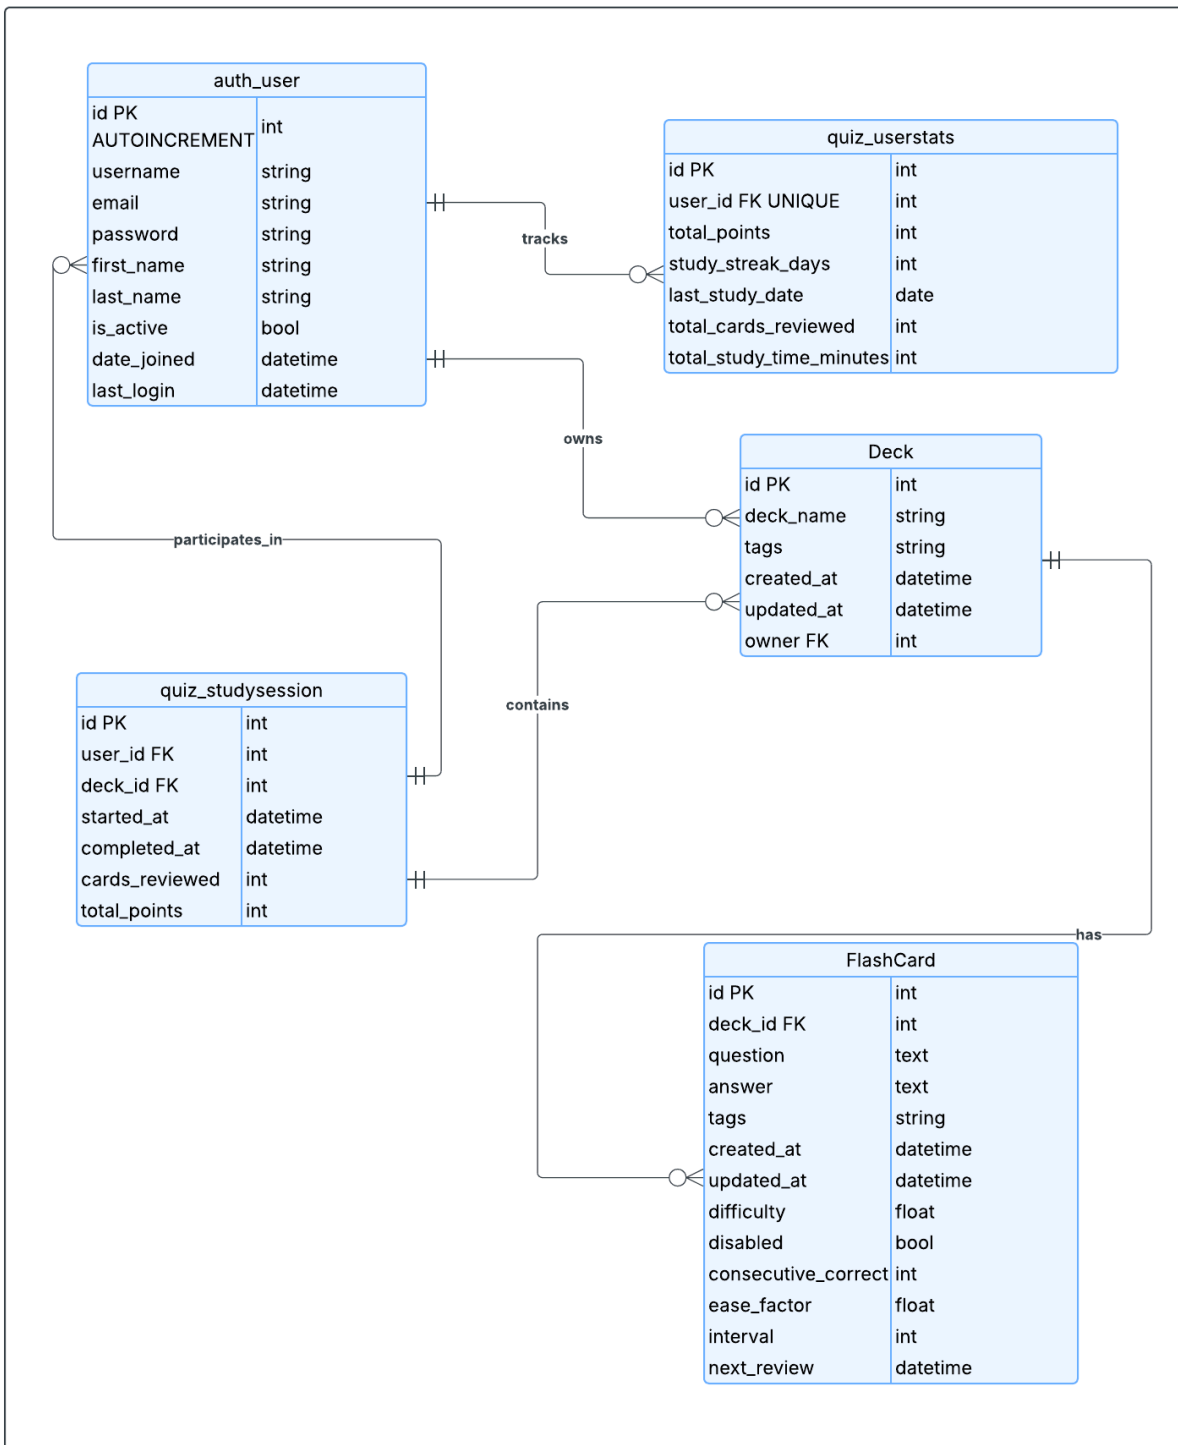 auth_user
id PK
AUTOINCREMENT int
username string
email string
password string
first_name string
last_name string
is_active bool
date_joined datetime
last_login datetime
quiz_userstats
id PK int
user_id FK UNIQUE int
total_points int
study_streak_days int
last_study_date date
total_cards_reviewed int
total_study_time_minutes int
tracks
owns
Deck
id PK int
deck_name string
tags string
created_at datetime
updated_at datetime
owner FK int
participates_in
quiz_studysession
id PK int
user_id FK int
deck_id FK int
started_at datetime
completed_at datetime
cards_reviewed int
total_points int
contains
has
FlashCard
id PK int
deck_id FK int
question text
answer text
tags string
created_at datetime
updated_at datetime
difficulty float
disabled bool
consecutive_correct int
ease_factor float
interval int
next_review datetime